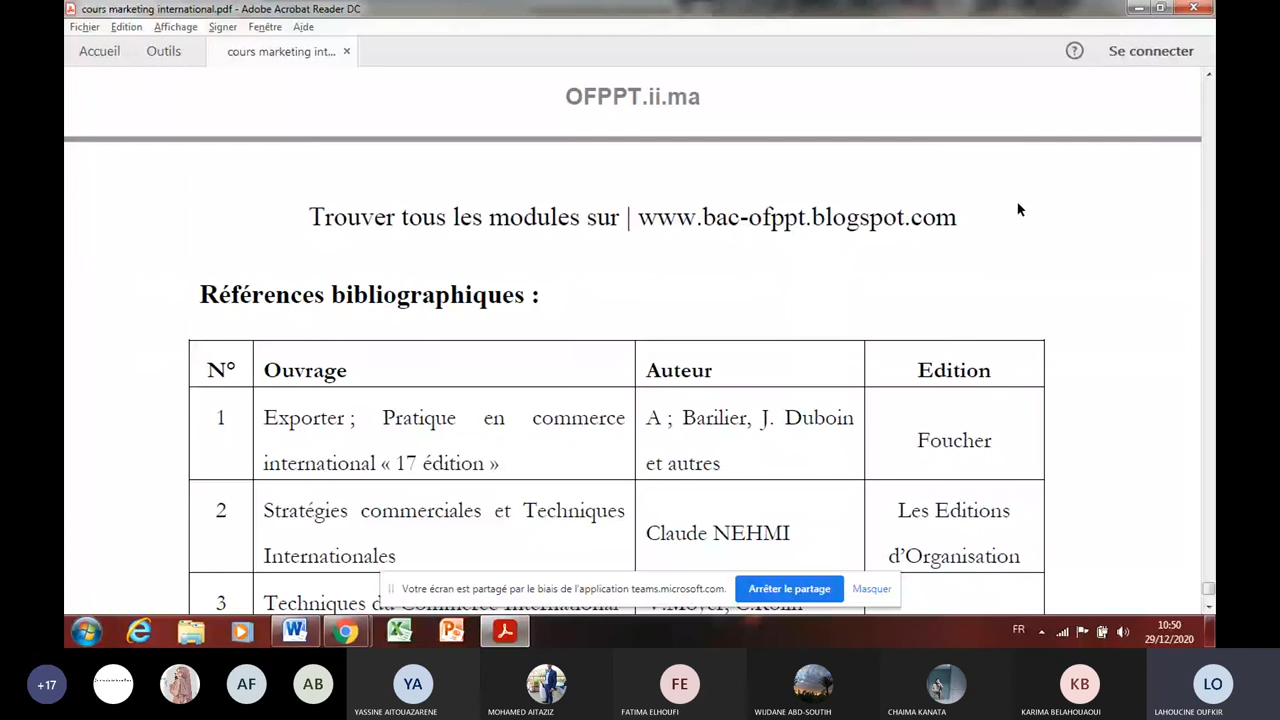 cours marketing international.pdf - Adobe Acrobat Reader DC
Fichier Edition Affichage Signer Fenêtre Aide
Accueil Outils cours marketing int... × ? Se connecter
OFPPT.ii.ma
Trouver tous les modules sur | www.bac-ofppt.blogspot.com
Références bibliographiques :
N° Ouvrage Auteur Edition
1 Exporter ; Pratique en commerce international « 17 édition » A ; Barilier, J. Duboin et autres Foucher
2 Stratégies commerciales et Techniques Internationales Claude NEHMI Les Editions d'Organisation
3 Techniques du Commerce International
Votre écran est partagé par le biais de l'application teams.microsoft.com. Arrêter le partage Masquer
FR 10:50
29/12/2020
+17 AF AB YA FE KB LO
YASSINE AITOUAZARENE MOHAMED AITAZIZ FATIMA ELHOUFI WIJDANE ABD-SOUTIH CHAIMA KANATA KARIMA BELAHOUAOUI LAHOUCINE OUFKIR